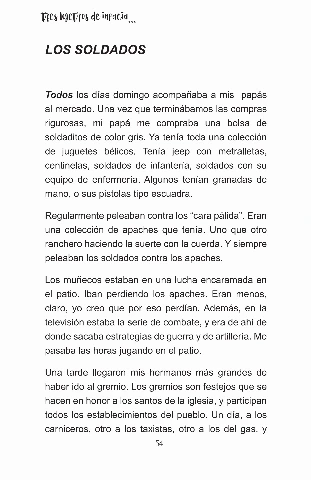 Tres lagrimas de infancia...
LOS SOLDADOS
Todos los días domingo acompañaba a mis papás
al mercado. Una vez que terminábamos las compras
rigurosas, mi papá me compraba una bolsa de
soldaditos de color gris. Ya tenía toda una colección
de juguetes bélicos. Tenía jeep con metralletas,
centinelas, soldados de infantería, soldados con su
equipo de enfermería. Algunos tenían granadas de
mano, o sus pistolas tipo escuadra.
Regularmente peleaban contra los “cara pálida”. Eran
una colección de apaches que tenía. Uno que otro
ranchero haciendo la suerte con la cuerda. Y siempre
peleaban los soldados contra los apaches.
Los muñecos estaban en una lucha encaramada en
el patio. Iban perdiendo los apaches. Eran menos,
claro, yo creo que por eso perdían. Además, en la
televisión estaba la serie de combate, y era de ahí de
donde sacaba estrategias de guerra y de artillería. Me
pasaba las horas jugando en el patio.
Una tarde llegaron mis hermanos más grandes de
haber ido al gremio. Los gremios son festejos que se
hacen en honor a los santos de la iglesia, y participan
todos los establecimientos del pueblo. Un día, a los
carniceros, otro a los taxistas, otro a los del gas, y
54